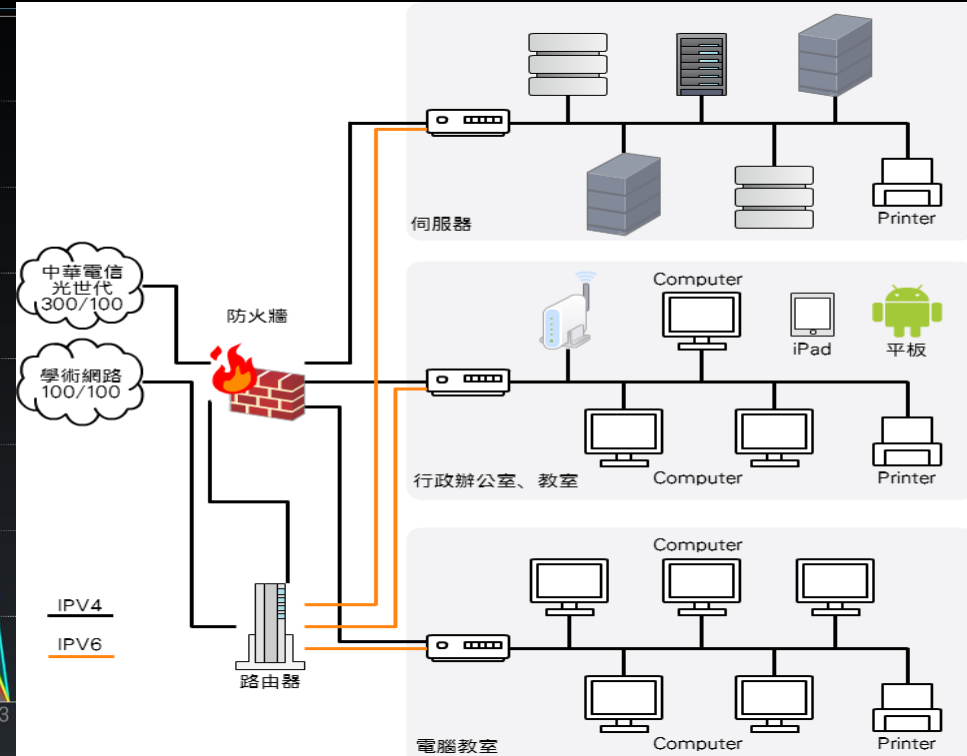 伺服器
Printer
中華電信
光世代
300/100
學術網路
100/100
防火牆
Computer
iPad
平板
行政辦公室、教室
Computer
Printer
IPV4
IPV6
路由器
Computer
電腦教室
Computer
Printer
3